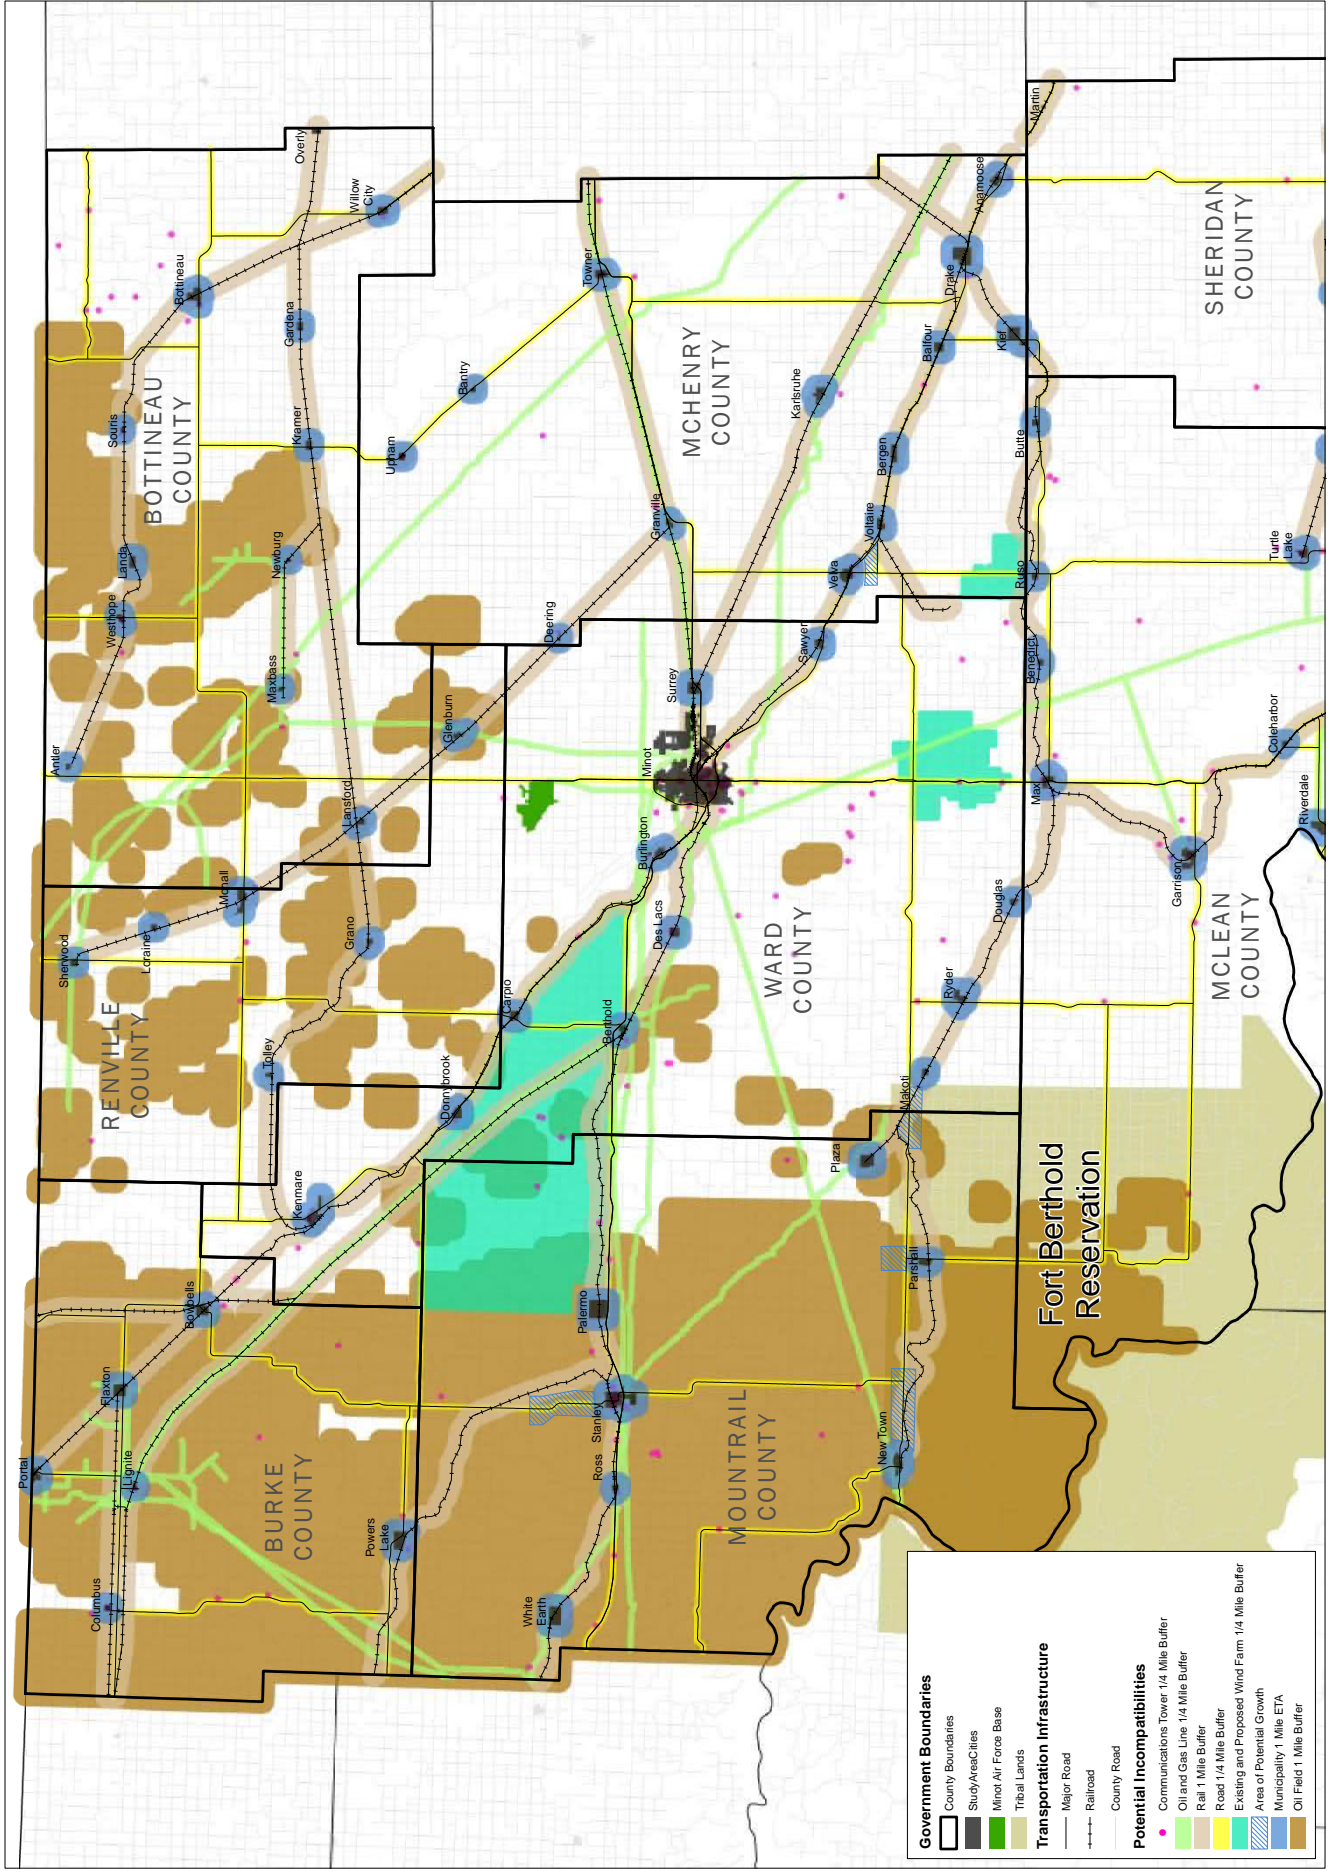 Portal
Columbus
Flaxton
Lignite
Bowbells
BURKE
COUNTY
Powers
Lake
Kenmare
White
Earth
Ross
Stanley
Palermo
MOUNTRAIL
COUNTY
New Town
Parshall
Plaza
Makoti
Fort Berthold
Reservation
Sherwood
Loraine
Mohall
RENVILLE
COUNTY
Tolley
Grano
Donnybrook
Carpio
Berthold
Des Lacs
Burlington
Minot
Surrey
Sawyer
WARD
COUNTY
Ryder
Douglas
Antler
Westhope
Landa
Souris
BOTTINEAU
COUNTY
Bottineau
Maxbass
Newburg
Kramer
Gardena
Overly
Willow
City
Lansford
Glenburn
Deering
Upham
Bantry
Towner
Granville
MCHENRY
COUNTY
Karlsruhe
Velva
Voltaire
Bergen
Balfour
Drake
Anamoose
Kief
Martin
Max
Benedict
Ruso
Butte
Garrison
MCLEAN
COUNTY
Coleharbor
Riverdale
Turtle
Lake
SHERIDAN
COUNTY
Government Boundaries
County Boundaries
StudyAreaCities
Minot Air Force Base
Tribal Lands
Transportation Infrastructure
Major Road
Railroad
County Road
Potential Incompatibilities
Communications Tower 1/4 Mile Buffer
Oil and Gas Line 1/4 Mile Buffer
Rail 1 Mile Buffer
Road 1/4 Mile Buffer
Existing and Proposed Wind Farm 1/4 Mile Buffer
Area of Potential Growth
Municipality 1 Mile ETA
Oil Field 1 Mile Buffer